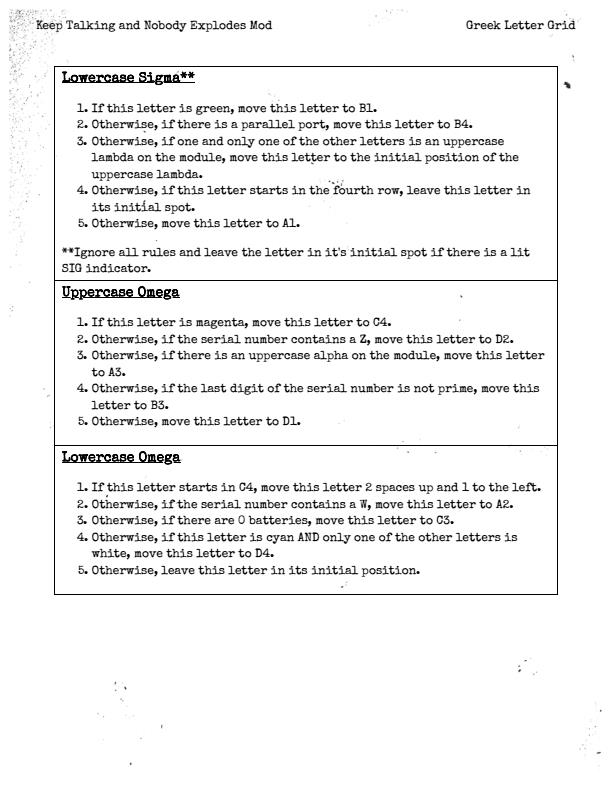 Keep Talking and Nobody Explodes Mod
Greek Letter Grid
Lowercase Sigma**
1. If this letter is green, move this letter to B1.
2. Otherwise, if there is a parallel port, move this letter to B4.
3. Otherwise, if one and only one of the other letters is an uppercase
lambda on the module, move this letter to the initial position of the
uppercase lambda.
4. Otherwise, if this letter starts in the fourth row, leave this letter in
its initial spot.
5. Otherwise, move this letter to A1.
**Ignore all rules and leave the letter in it's initial spot if there is a lit
SIG indicator.
Uppercase Omega
1. If this letter is magenta, move this letter to C4.
2. Otherwise, if the serial number contains a Z, move this letter to D2.
3. Otherwise, if there is an uppercase alpha on the module, move this letter
to A3.
4. Otherwise, if the last digit of the serial number is not prime, move this
letter to B3.
5. Otherwise, move this letter to D1.
Lowercase Omega
1. If this letter starts in C4, move this letter 2 spaces up and 1 to the left.
2. Otherwise, if the serial number contains a W, move this letter to A2.
3. Otherwise, if there are 0 batteries, move this letter to C3.
4. Otherwise, if this letter is cyan AND only one of the other letters is
white, move this letter to D4.
5. Otherwise, leave this letter in its initial position.